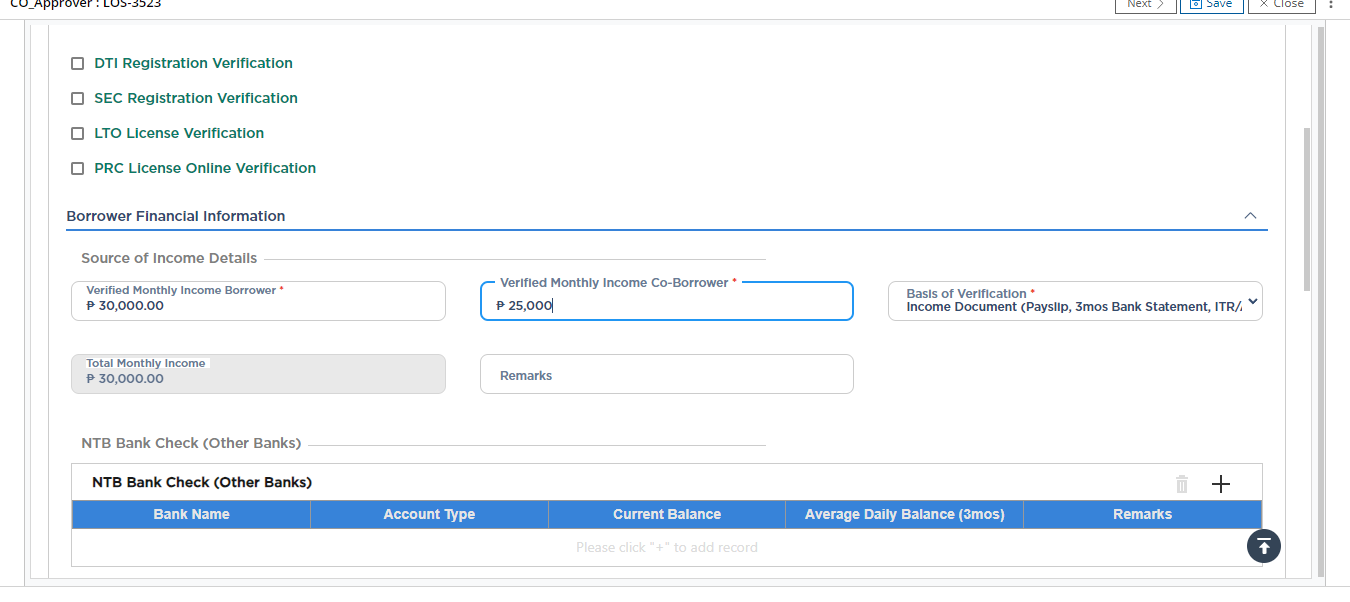 CO_Approver : LOS-3523
Next
Save
Close
DTI Registration Verification
SEC Registration Verification
LTO License Verification
PRC License Online Verification
Borrower Financial Information
Source of Income Details
Verified Monthly Income Borrower *
₱ 30,000.00
Verified Monthly Income Co-Borrower *
₱ 25,000
Basis of Verification *
Income Document (Payslip, 3mos Bank Statement, ITR/
Total Monthly Income
₱ 30,000.00
Remarks
NTB Bank Check (Other Banks)
NTB Bank Check (Other Banks)
Bank Name Account Type Current Balance Average Daily Balance (3mos) Remarks
Please click "+" to add record